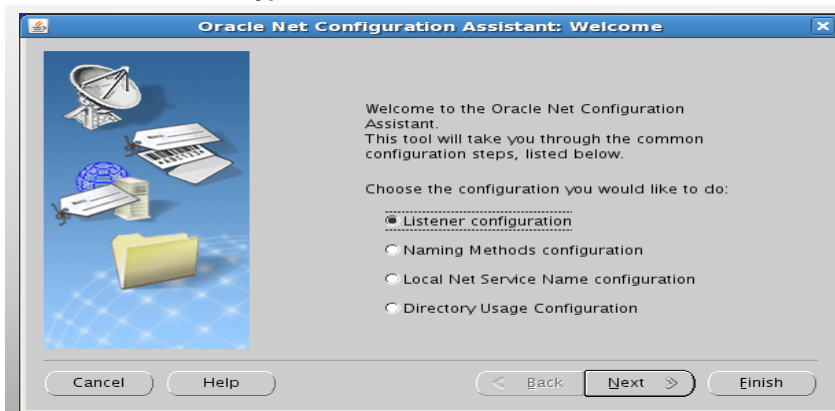 Oracle Net Configuration Assistant: Welcome
Welcome to the Oracle Net Configuration
Assistant.
This tool will take you through the common
configuration steps, listed below.
Choose the configuration you would like to do:
Listener configuration
Naming Methods configuration
Local Net Service Name configuration
Directory Usage Configuration
Cancel
Help
Back
Next
Finish